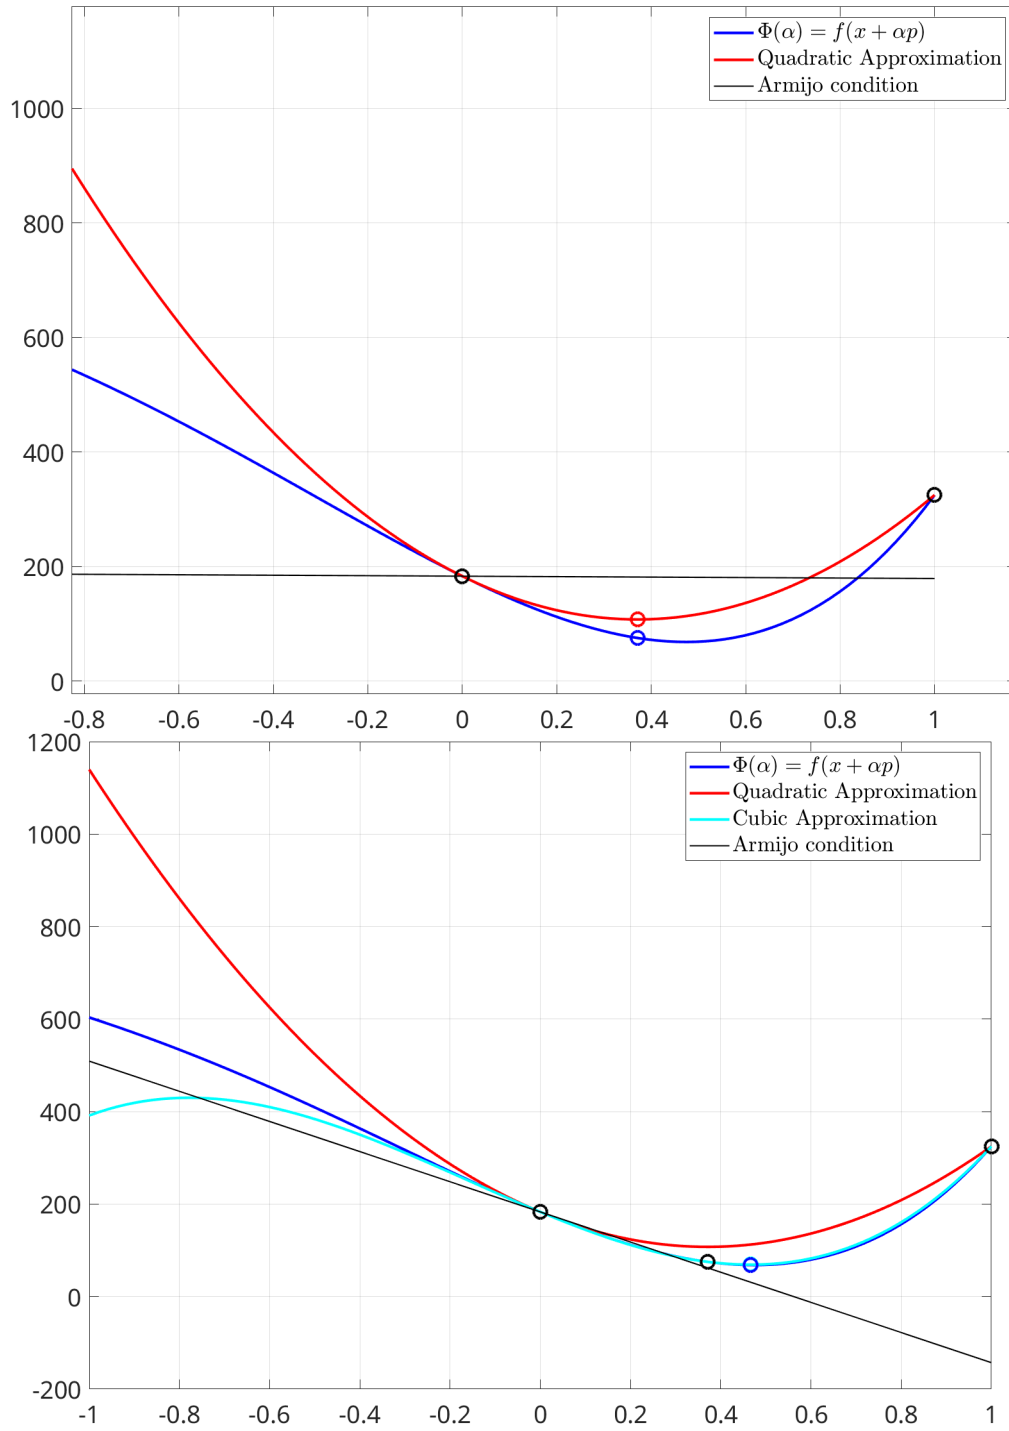 Φ(α) = f(x + αp)
Quadratic Approximation
Armijo condition
1000
800
600
400
200
0
-0.8 -0.6 -0.4 -0.2 0 0.2 0.4 0.6 0.8 1
1200
Φ(α) = f(x + αp)
Quadratic Approximation
Cubic Approximation
Armijo condition
1000
800
600
400
200
0
-200
-1 -0.8 -0.6 -0.4 -0.2 0 0.2 0.4 0.6 0.8 1